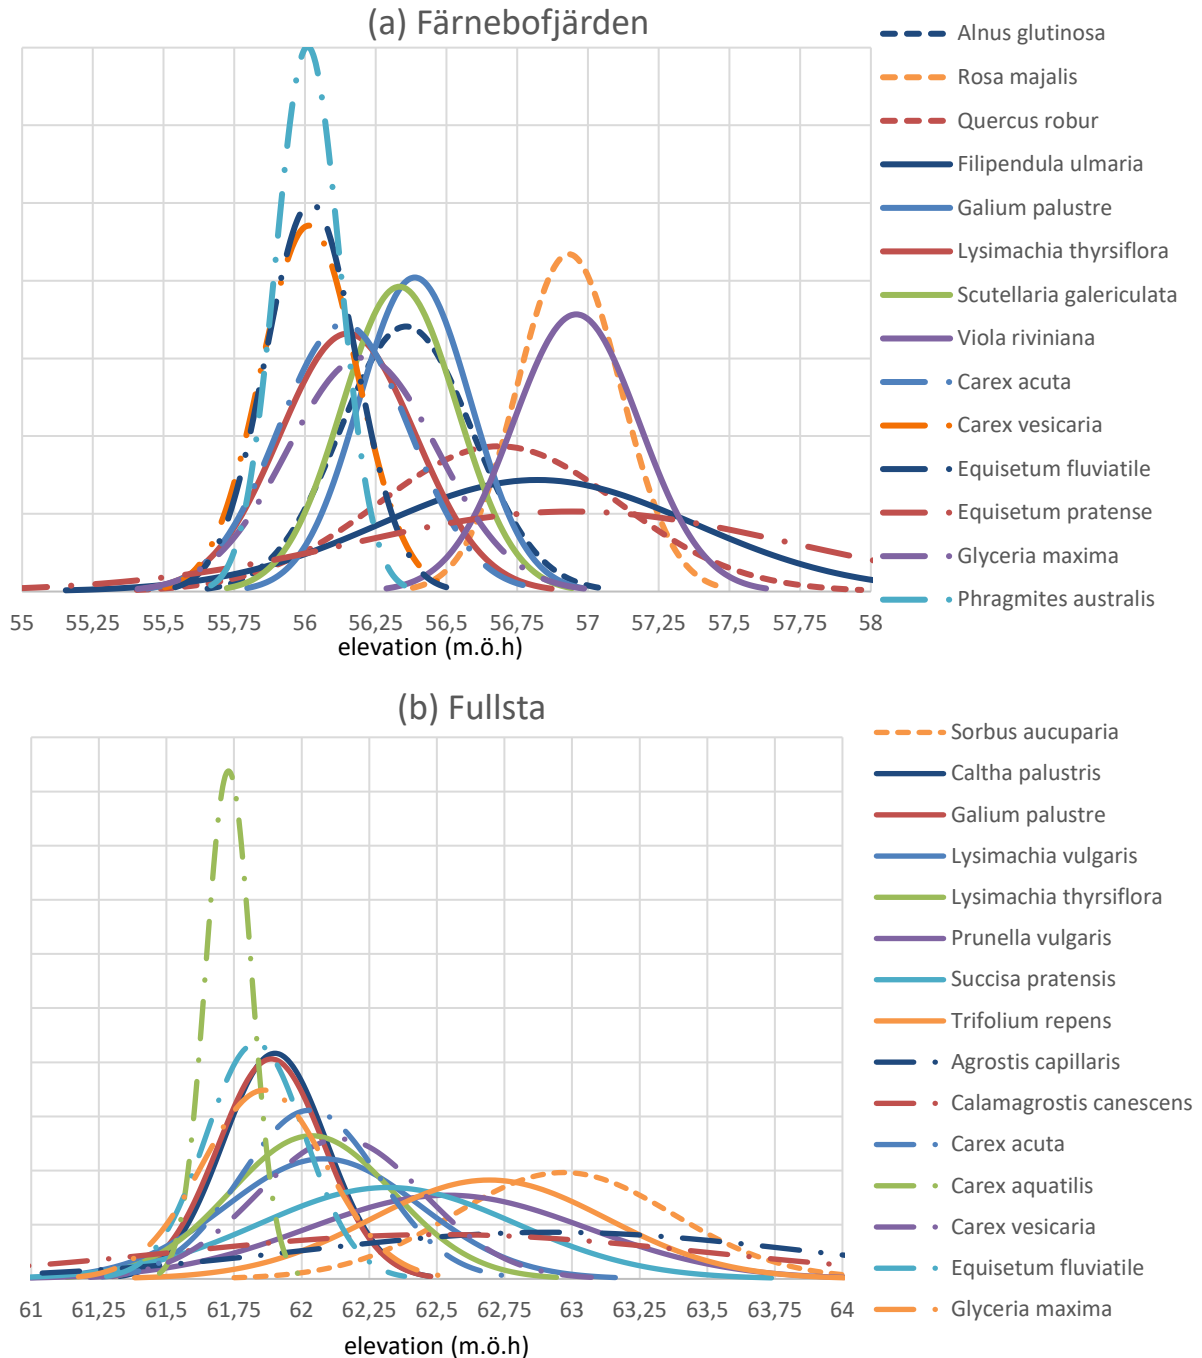 (a) Färnebofjärden
Alnus glutinosa
Rosa majalis
Quercus robur
Filipendula ulmaria
Galium palustre
Lysimachia thyrsiflora
Scutellaria galericulata
Viola riviniana
Carex acuta
Carex vesicaria
Equisetum fluviatile
Equisetum pratense
Glyceria maxima
Phragmites australis
55 55,25 55,5 55,75 56 56,25 56,5 56,75 57 57,25 57,5 57,75 58
elevation (m.ö.h)
(b) Fullsta
Sorbus aucuparia
Caltha palustris
Galium palustre
Lysimachia vulgaris
Lysimachia thyrsiflora
Prunella vulgaris
Succisa pratensis
Trifolium repens
Agrostis capillaris
Calamagrostis canescens
Carex acuta
Carex aquatilis
Carex vesicaria
Equisetum fluviatile
Glyceria maxima
61 61,25 61,5 61,75 62 62,25 62,5 62,75 63 63,25 63,5 63,75 64
elevation (m.ö.h)